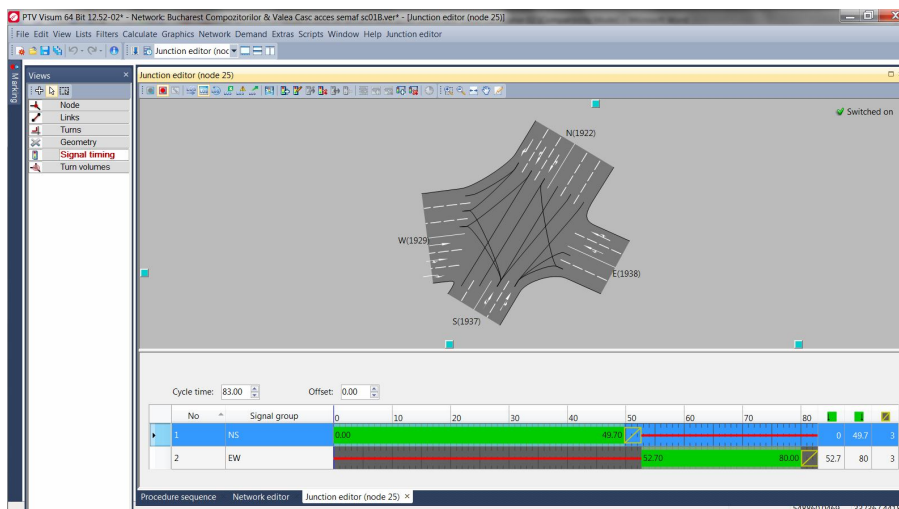 PTV Visum 64 Bit 12.52-02* - Network: Bucharest Compozitorilor & Valea Casc acces semaf sc01B.ver* - [Junction editor (node 25)]
File Edit View Lists Filters Calculate Graphics Network Demand Extras Scripts Window Help Junction editor
Junction editor (noc
Marking
Views ×
Junction editor (node 25)
Node
Links
Turns
Geometry
Signal timing
Turn volumes
Switched on
N(1922)
W(1929)
E(1938)
S(1937)
Cycle time: 83.00 Offset: 0.00
No Signal group 0 10 20 30 40 50 60 70 80
1 NS 0.00 49.70 0 49.7 3
2 EW 52.70 80.00 52.7 80 3
Procedure sequence Network editor Junction editor (node 25) ×